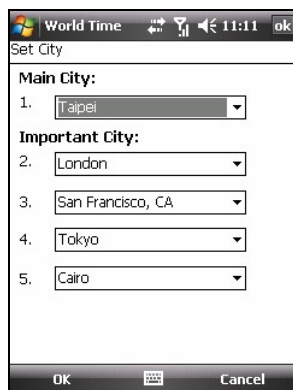 World Time 11:11 ok
Set City
Main City:
1. Taipei
Important City:
2. London
3. San Francisco, CA
4. Tokyo
5. Cairo
OK Cancel